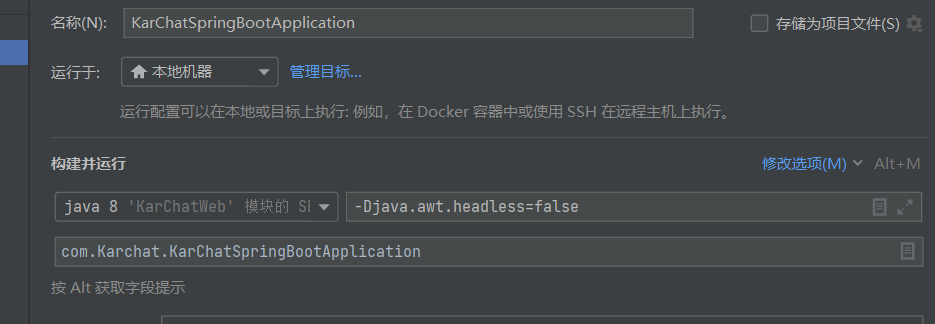 名称(N): KarChatSpringBootApplication 存储为项目文件(S)
运行于: 本地机器 管理目标...
运行配置可以在本地或目标上执行: 例如，在 Docker 容器中或使用 SSH 在远程主机上执行。
构建并运行 修改选项(M) Alt+M
java 8 'KarChatWeb' 模块的 -Djava.awt.headless=false
com.Karchat.KarChatSpringBootApplication
按 Alt 获取字段提示